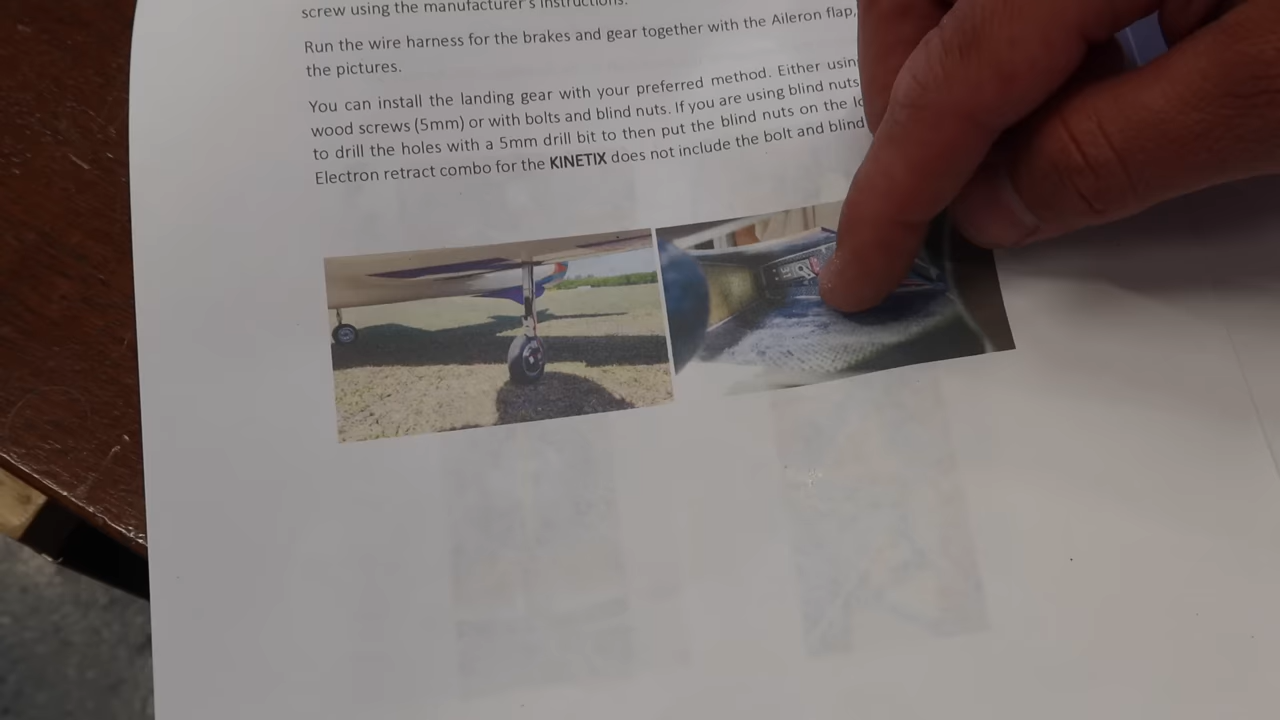 screw using the manufacturer's instructions.
Run the wire harness for the brakes and gear together with the Aileron flap,
the pictures.
You can install the landing gear with your preferred method. Either
wood screws (5mm) or with bolts and blind nuts. If you are using blind nuts
to drill the holes with a 5mm drill bit to then put the blind nuts on the
Electron retract combo for the KINETIX does not include the bolt and blind